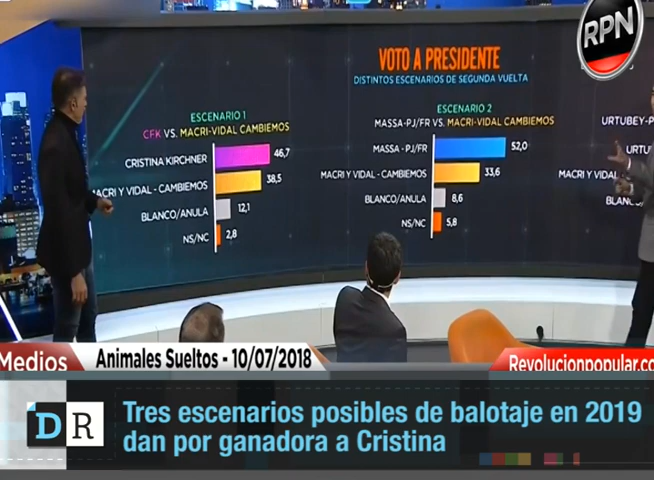 RPN
VOTO A PRESIDENTE
DISTINTOS ESCENARIOS DE SEGUNDA VUELTA
ESCENARIO 1
CFK VS. MACRI-VIDAL CAMBIEMOS
CRISTINA KIRCHNER 46,7
MACRI Y VIDAL - CAMBIEMOS 38,5
BLANCO/ANULA 12,1
NS/NC 2,8
ESCENARIO 2
MASSA-PJ/FR VS. MACRI-VIDAL CAMBIEMOS
MASSA - PJ/FR 52,0
MACRI Y VIDAL - CAMBIEMOS 33,6
BLANCO/ANULA 8,6
NS/NC 5,8
URTUBEY-P
URTU
MACRI Y VIDAL
BL
Medios
Animales Sueltos - 10/07/2018
Revolucionpopular.co
DR
Tres escenarios posibles de balotaje en 2019
dan por ganadora a Cristina